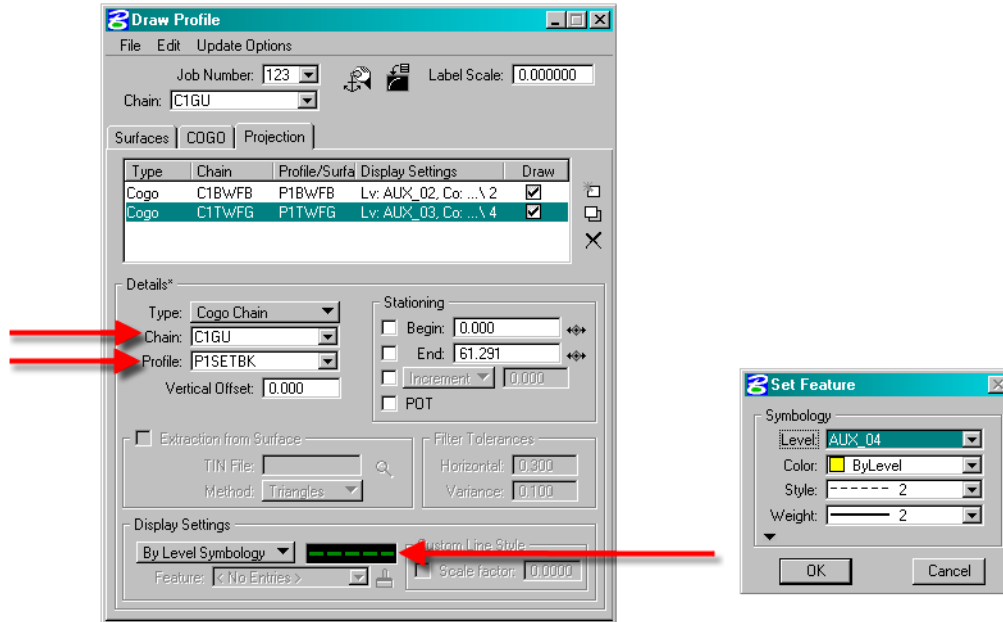 Draw Profile
File Edit Update Options
Job Number: 123 Label Scale: 0.000000
Chain: C1GU
Surfaces COGO Projection
Type Chain Profile/Surfa Display Settings Draw
Cogo C1BWFB P1BWFB Lv: AUX_02, Co: ...\ 2
Cogo C1TWFG P1TWFG Lv: AUX_03, Co: ...\ 4
Details*
Type: Cogo Chain
Chain: C1GU
Profile: P1SETBK
Vertical Offset: 0.000
Stationing
Begin: 0.000
End: 61.291
Increment 0.000
POT
Extraction from Surface
TIN File:
Method: Triangles
Filter Tolerances
Horizontal: 0.300
Variance: 0.100
Display Settings
By Level Symbology
Feature: < No Entries >
Custom Line Style
Scale factor: 0.0000
Set Feature
Symbology
Level: AUX_04
Color: ByLevel
Style: 2
Weight: 2
OK Cancel